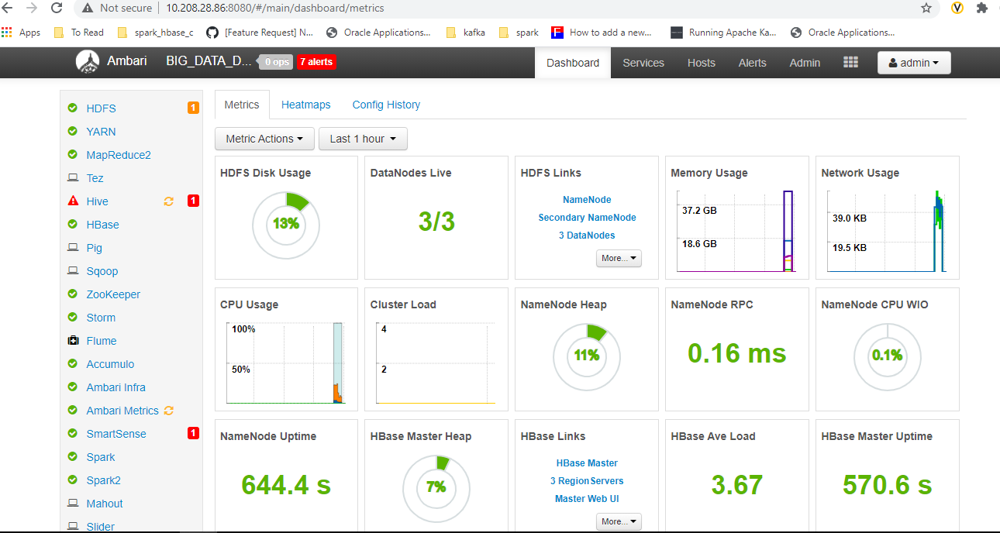 Not secure | 10.208.28.86:8080/#/main/dashboard/metrics
Apps To Read spark_hbase_c [Feature Request] N... Oracle Applications... kafka spark How to add a new... Running Apache Ka... Oracle Applications...
Ambari BIG_DATA_D... 0 ops 7 alerts Dashboard Services Hosts Alerts Admin admin
HDFS 1
YARN
MapReduce2
Tez
Hive 1
HBase
Pig
Sqoop
ZooKeeper
Storm
Flume
Accumulo
Ambari Infra
Ambari Metrics
SmartSense 1
Spark
Spark2
Mahout
Slider
Metrics Heatmaps Config History
Metric Actions Last 1 hour
HDFS Disk Usage
13%
DataNodes Live
3/3
HDFS Links
NameNode
Secondary NameNode
3 DataNodes
More...
Memory Usage
37.2 GB
18.6 GB
Network Usage
39.0 KB
19.5 KB
CPU Usage
100%
50%
Cluster Load
4
2
NameNode Heap
11%
NameNode RPC
0.16 ms
NameNode CPU WIO
0.1%
NameNode Uptime
644.4 s
HBase Master Heap
7%
HBase Links
HBase Master
3 RegionServers
Master Web UI
More...
HBase Ave Load
3.67
HBase Master Uptime
570.6 s